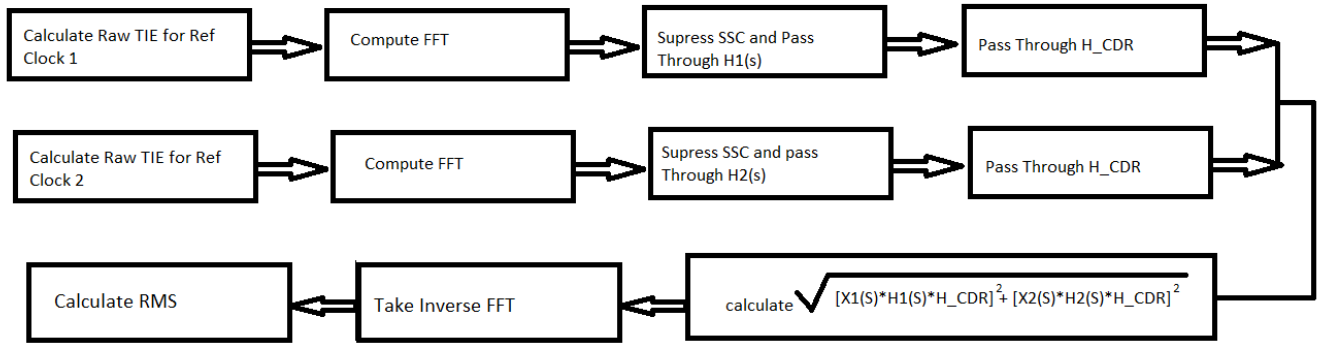 Calculate Raw TIE for Ref
Clock 1
Compute FFT
Supress SSC and Pass
Through H1(s)
Pass Through H_CDR
Calculate Raw TIE for Ref
Clock 2
Compute FFT
Supress SSC and pass
Through H2(s)
Pass Through H_CDR
Calculate RMS
Take Inverse FFT
calculate √[X1(S)*H1(S)*H_CDR]²+ [X2(S)*H2(S)*H_CDR]²